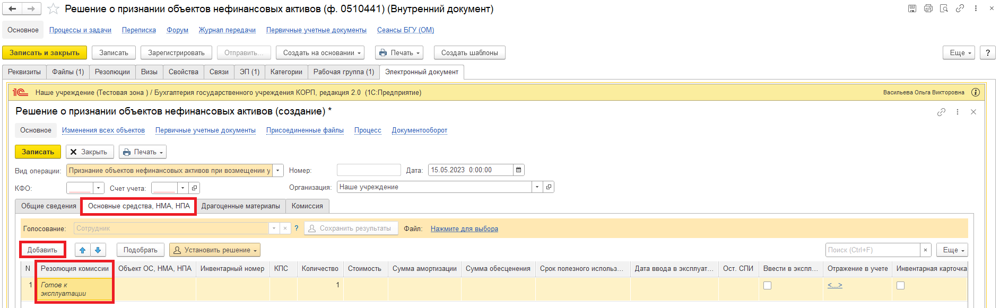 Решение о признании объектов нефинансовых активов (ф. 0510441) (Внутренний документ)
Основное Процессы и задачи Переписка Форум Журнал передачи Первичные учетные документы Сеансы БГУ (ОМ)
Записать и закрыть Записать Зарегистрировать Отправить... Создать на основании Печать Создать шаблоны Еще ?
Реквизиты Файлы (1) Резолюции Визы Свойства Связи ЭП (1) Категории Рабочая группа (1) Электронный документ
1С Наше учреждение (Тестовая зона ) / Бухгалтерия государственного учреждения КОРП, редакция 2.0 (1С:Предприятие) Васильева Ольга Викторовна i
Решение о признании объектов нефинансовых активов (создание) *
Основное Изменения всех объектов Первичные учетные документы Присоединенные файлы Процесс Документооборот
Записать Закрыть Печать
Вид операции: Признание объектов нефинансовых активов при возмещении у Номер: Дата: 15.05.2023 0:00:00
КФО: Счет учета: Организация: Наше учреждение
Общие сведения Основные средства, НМА, НПА Драгоценные материалы Комиссия
Голосование: Сотрудник ? Сохранить результаты Файл: Нажмите для выбора
Добавить Подобрать Установить решение Поиск (Ctrl+F) × Еще
N Резолюция комиссии Объект ОС, НМА, НПА Инвентарный номер КПС Количество Стоимость Сумма амортизации Сумма обесценения Срок полезного использ... Дата ввода в эксплуат... Ост. СПИ Ввести в экспл... Отражение в учете Инвентарная карточка
1 Готов к 1 <...>
эксплуатации